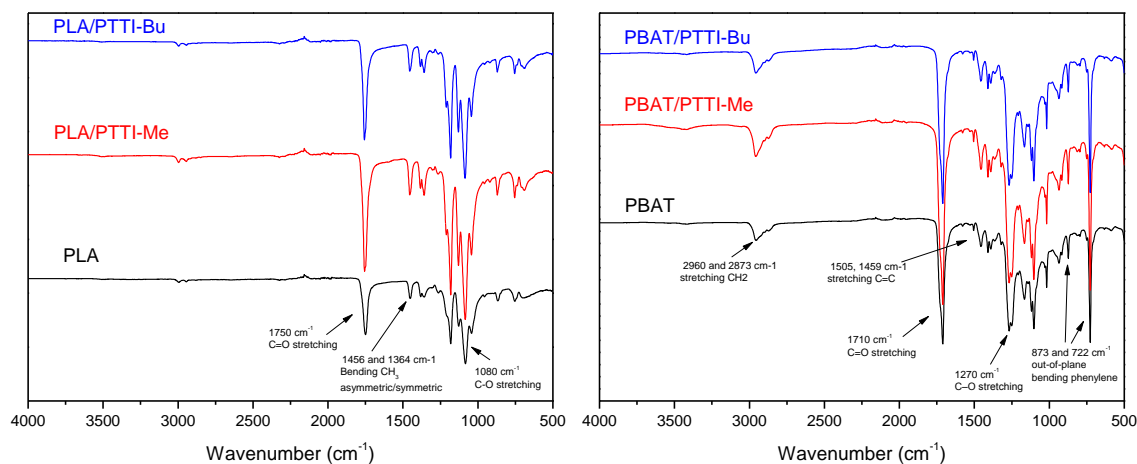 PLA/PTTI-Bu
PLA/PTTI-Me
PLA
1750 cm⁻¹
C=O stretching
1456 and 1364 cm-1
Bending CH₃
asymmetric/symmetric
1080 cm⁻¹
C-O stretching
4000 3500 3000 2500 2000 1500 1000 500
Wavenumber (cm⁻¹)
PBAT/PTTI-Bu
PBAT/PTTI-Me
PBAT
2960 and 2873 cm-1
stretching CH2
1505, 1459 cm-1
stretching C=C
1710 cm⁻¹
C=O stretching
1270 cm⁻¹
C–O stretching
873 and 722 cm⁻¹
out-of-plane
bending phenylene
4000 3500 3000 2500 2000 1500 1000 500
Wavenumber (cm⁻¹)